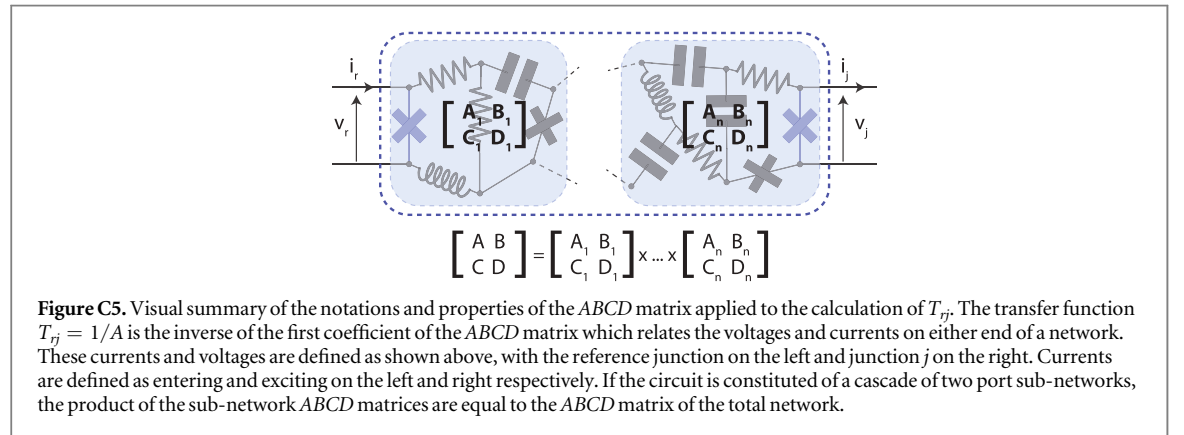 i_r
i_j
v_r
[ A_1 B_1 ]
[ C_1 D_1 ]
[ A_n B_n ]
[ C_n D_n ]
v_j
[ A B ] = [ A_1 B_1 ] x ... x [ A_n B_n ]
[ C D ] [ C_1 D_1 ] [ C_n D_n ]
Figure C5. Visual summary of the notations and properties of the ABCD matrix applied to the calculation of T_rj. The transfer function
T_rj = 1/A is the inverse of the first coefficient of the ABCD matrix which relates the voltages and currents on either end of a network.
These currents and voltages are defined as shown above, with the reference junction on the left and junction j on the right. Currents
are defined as entering and exciting on the left and right respectively. If the circuit is constituted of a cascade of two port sub-networks,
the product of the sub-network ABCD matrices are equal to the ABCD matrix of the total network.